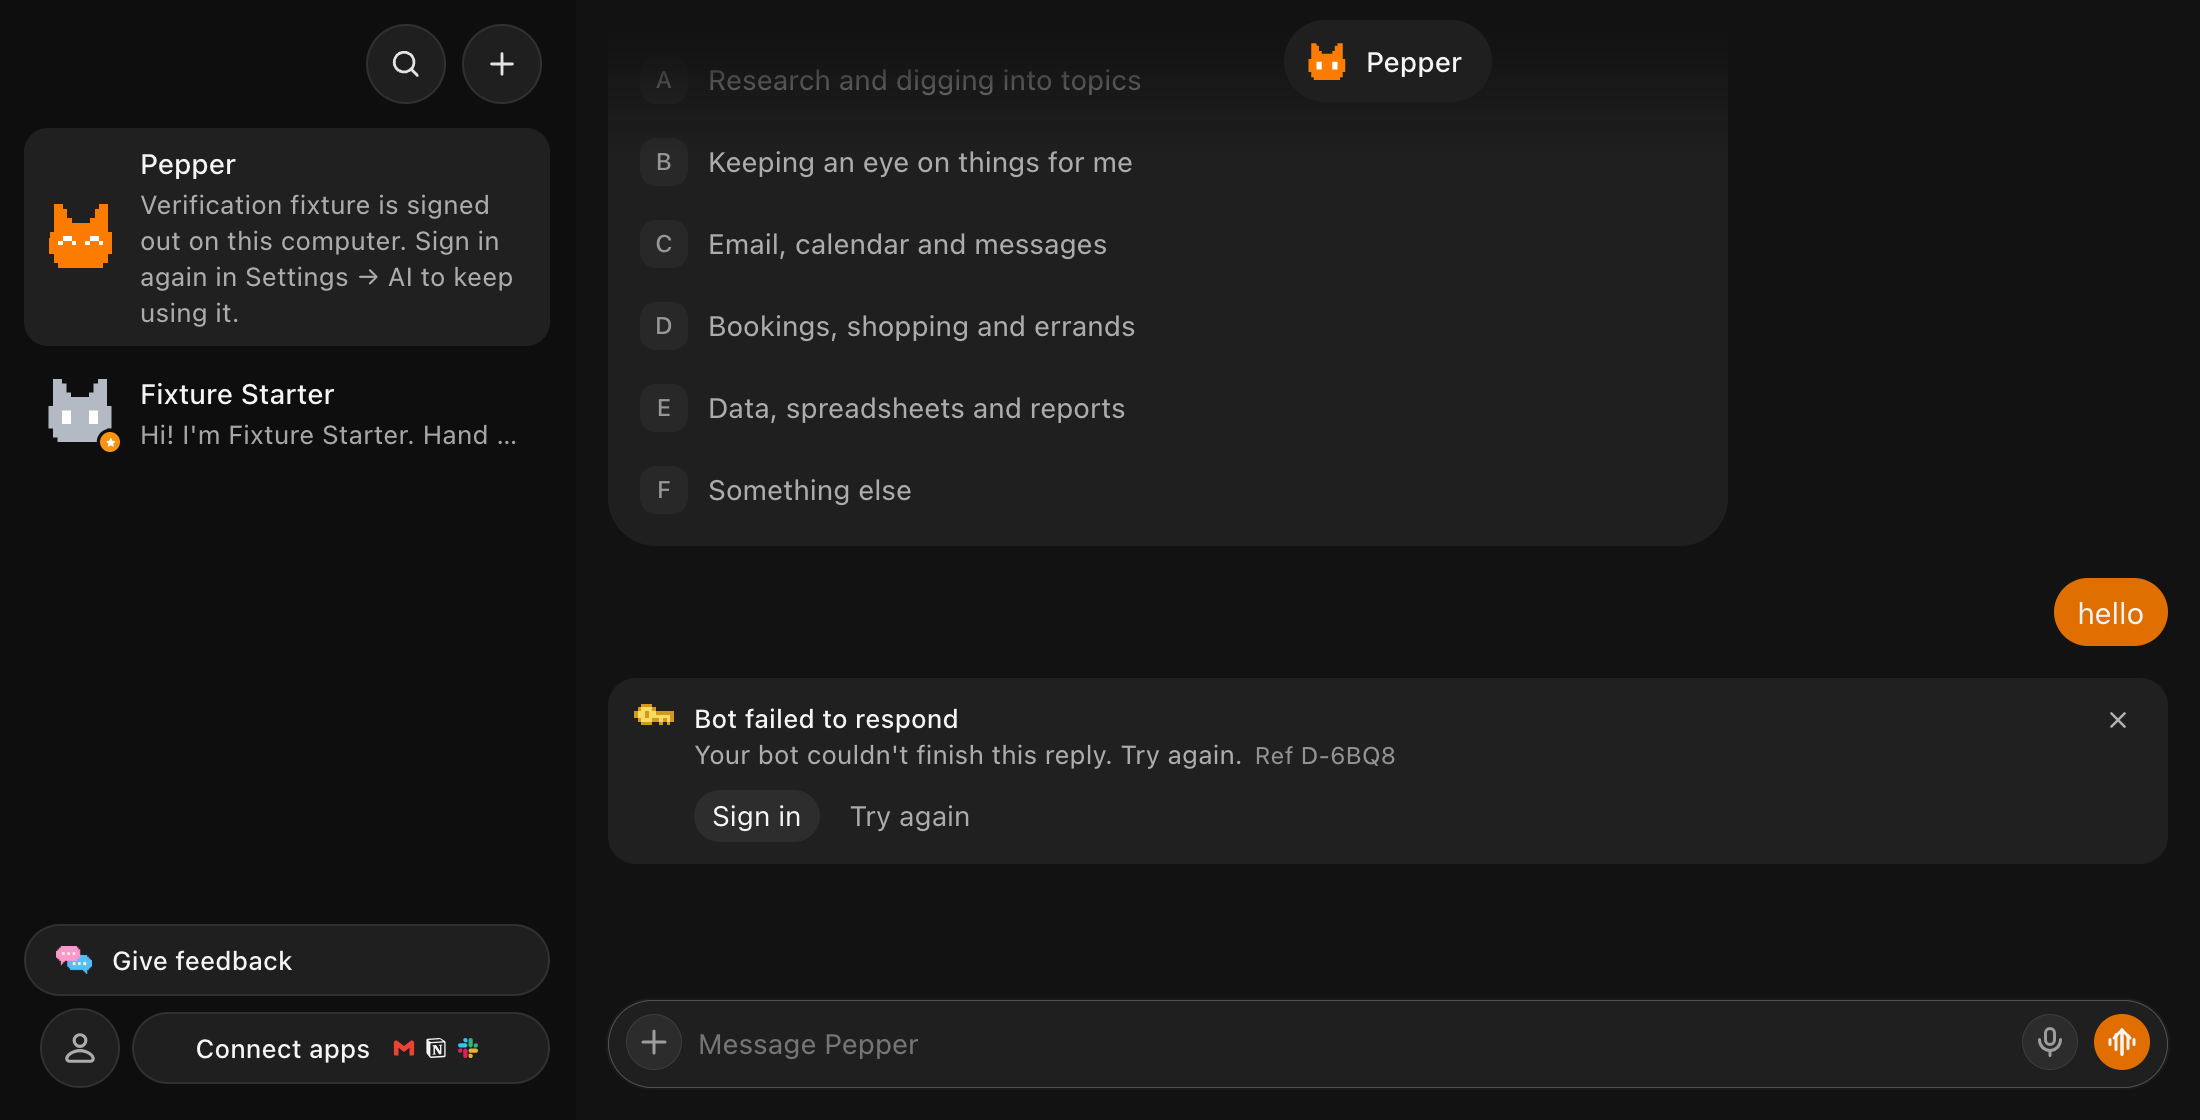 Pepper
Verification fixture is signed
out on this computer. Sign in
again in Settings → AI to keep
using it.
Fixture Starter
Hi! I'm Fixture Starter. Hand ...
Give feedback
Connect apps
Pepper
A Research and digging into topics
B Keeping an eye on things for me
C Email, calendar and messages
D Bookings, shopping and errands
E Data, spreadsheets and reports
F Something else
hello
Bot failed to respond
Your bot couldn't finish this reply. Try again. Ref D-6BQ8
Sign in Try again
Message Pepper